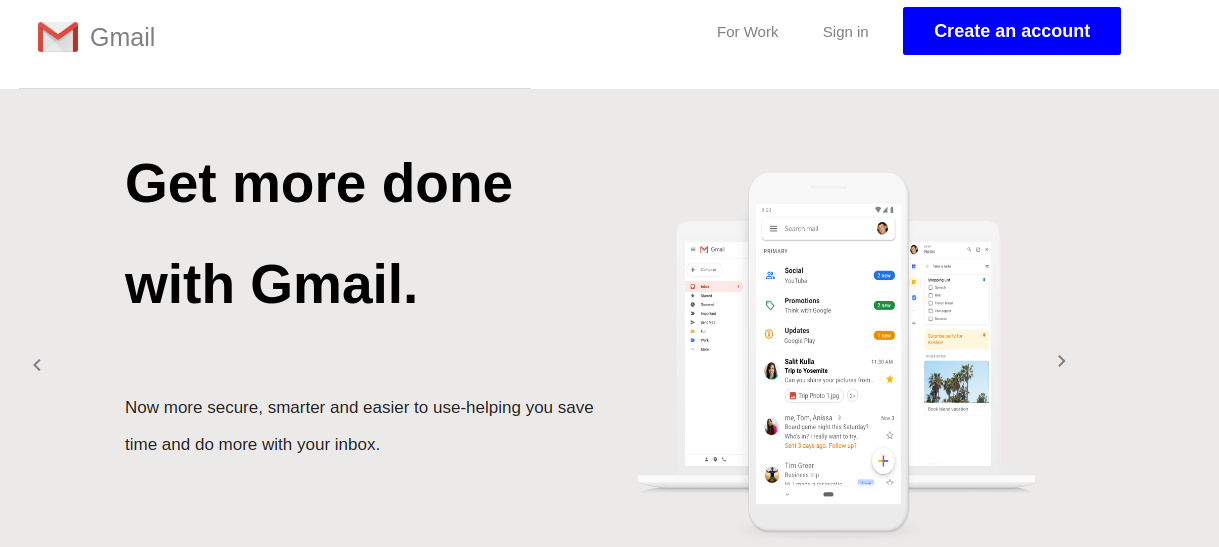 Gmail
For Work
Sign in
Create an account
Get more done
with Gmail.
Now more secure, smarter and easier to use-helping you save
time and do more with your inbox.
Gmail
Compose
Inbox
Starred
Snoozed
Important
Sent
Work
More
Search mail
PRIMARY
Social
2 new
YouTube
Promotions
2 new
Think with Google
Updates
1 new
Google Play
Salit Kulla
11:30 AM
Trip to Yosemite
Can you share your pictures from...
Trip Photo 1.jpg
me, Tom, Anissa 3
Nov 3
Board game night this Saturday?
Who's in? I really want to try.
Sent 3 days ago. Follow up?
Tim Greer
Business trip
Notes
Take a note
Shopping List
Surprise party for
Kristen!
Book island vacation